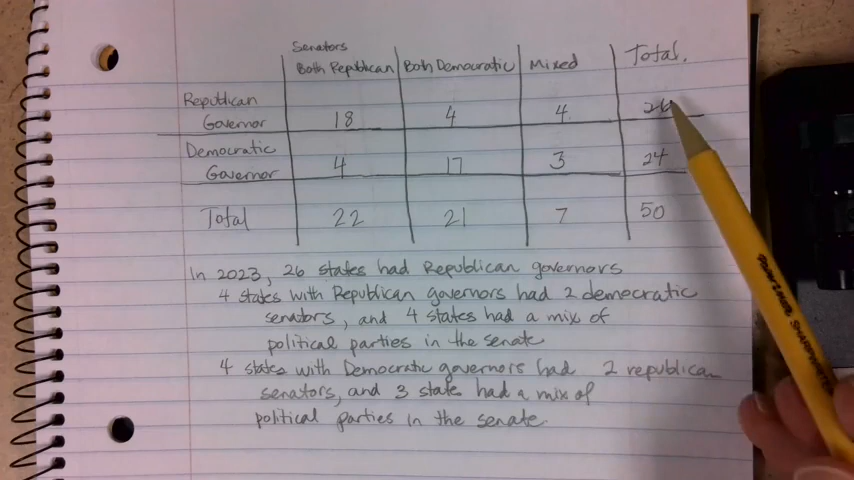 Senators
Both Republican Both Democratic Mixed Total.
Republican
Governor 18 4 4 26
Democratic
Governor 4 17 3 24
Total 22 21 7 50
In 2023, 26 states had Republican governors
4 states with Republican governors had 2 democratic
senators, and 4 states had a mix of
political parties in the senate
4 states with Democratic governors had 2 republican
senators, and 3 state had a mix of
political parties in the senate.